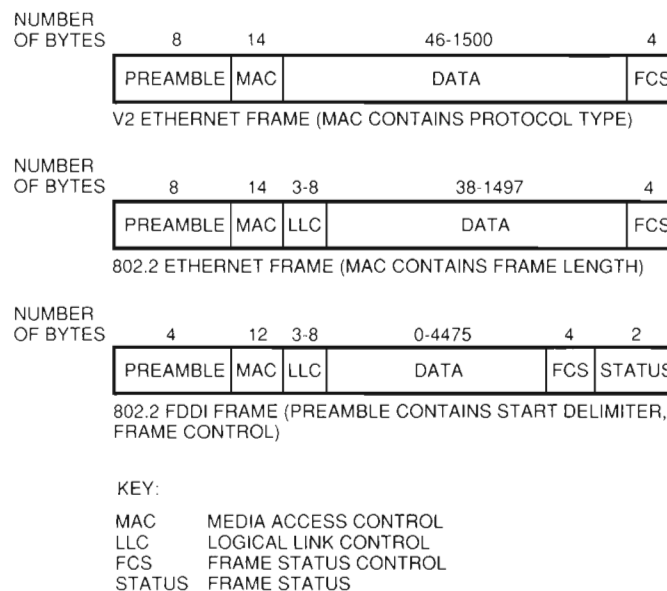 NUMBER
OF BYTES 8 14 46-1500 4
PREAMBLE MAC DATA FCS
V2 ETHERNET FRAME (MAC CONTAINS PROTOCOL TYPE)
NUMBER
OF BYTES 8 14 3-8 38-1497 4
PREAMBLE MAC LLC DATA FCS
802.2 ETHERNET FRAME (MAC CONTAINS FRAME LENGTH)
NUMBER
OF BYTES 4 12 3-8 0-4475 4 2
PREAMBLE MAC LLC DATA FCS STATUS
802.2 FDDI FRAME (PREAMBLE CONTAINS START DELIMITER,
FRAME CONTROL)
KEY:
MAC MEDIA ACCESS CONTROL
LLC LOGICAL LINK CONTROL
FCS FRAME STATUS CONTROL
STATUS FRAME STATUS